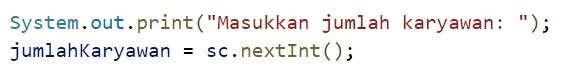 System.out.print("Masukkan jumlah karyawan: ");
jumlahKaryawan = sc.nextInt();